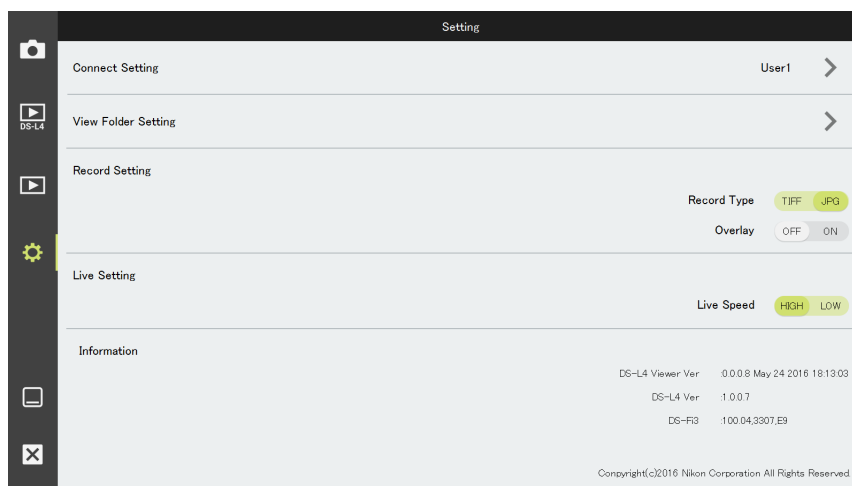 Setting
Connect Setting User1
DS-L4
View Folder Setting
Record Setting
Record Type TIFF JPG
Overlay OFF ON
Live Setting
Live Speed HIGH LOW
Information
DS-L4 Viewer Ver :0.0.0.8 May 24 2016 18:13:03
DS-L4 Ver :1.0.0.7
DS-Fi3 :100.04,3307,E9
Conpyright(c)2016 Nikon Corporation All Rights Reserved.